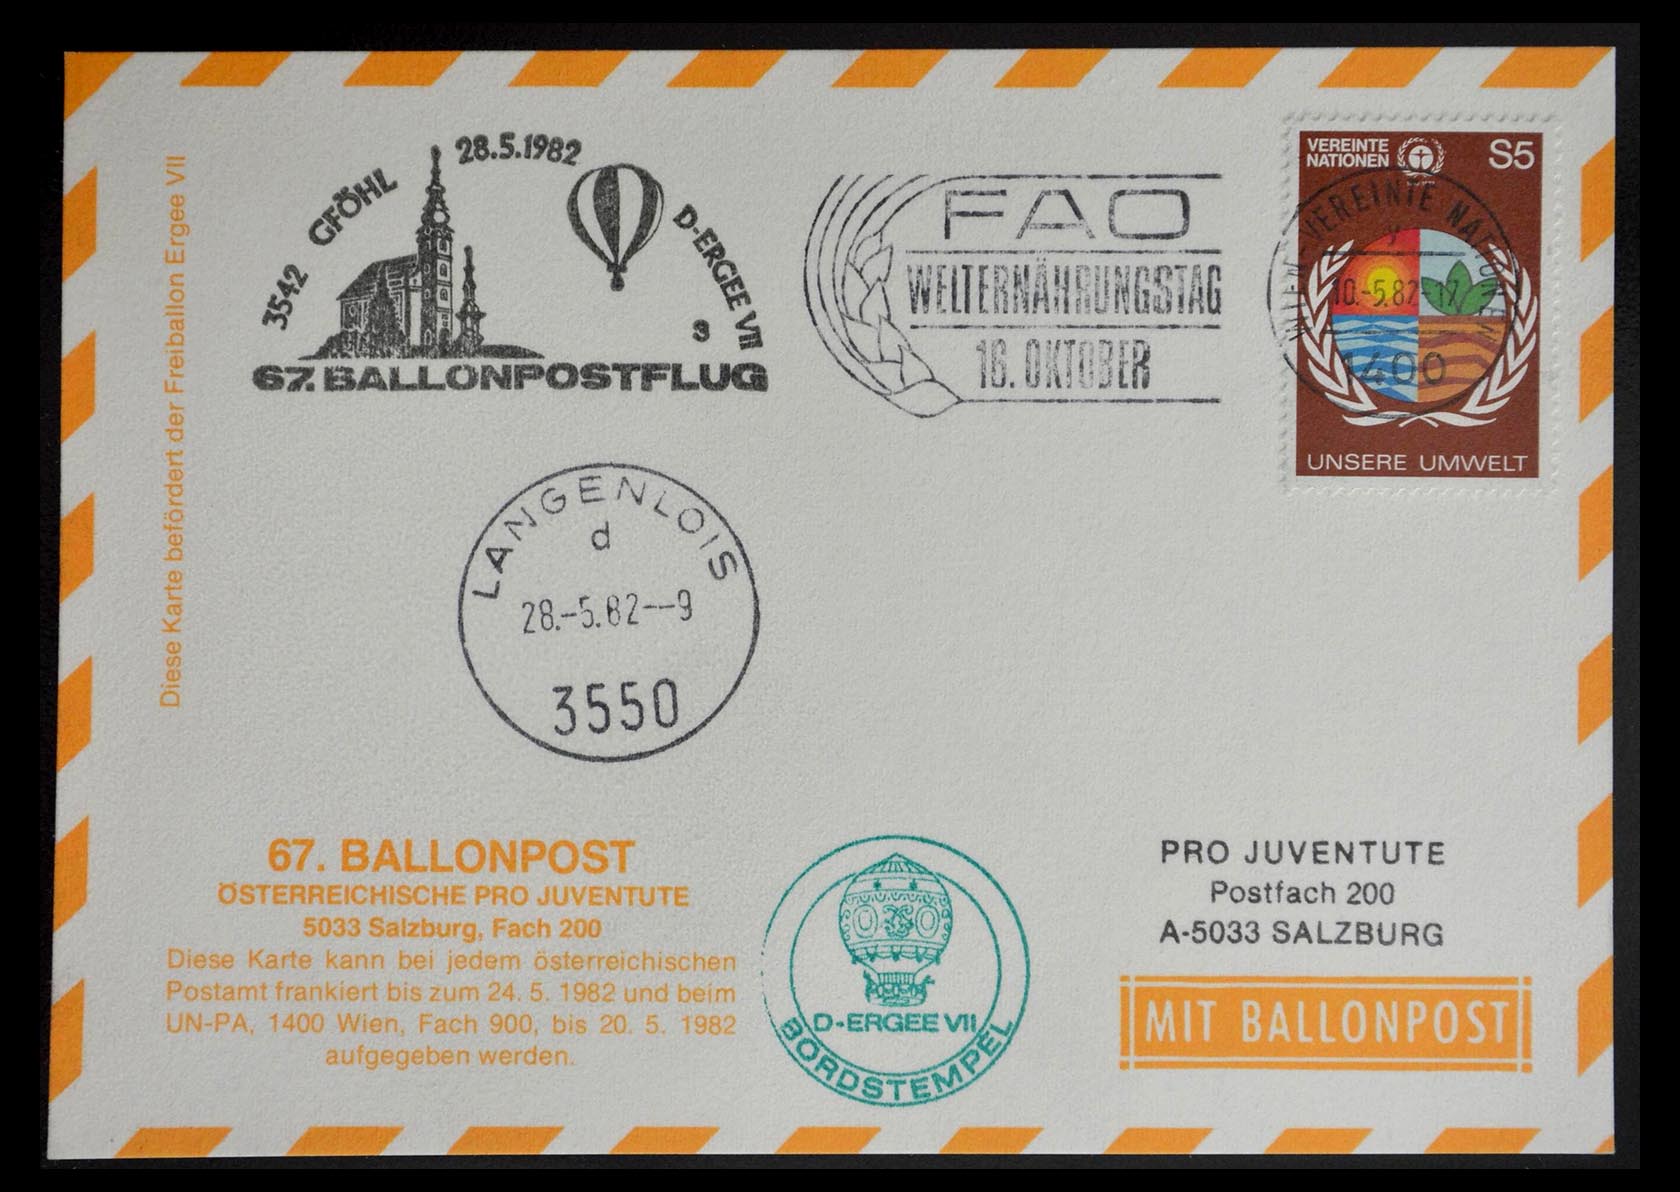 Diese Karte befördert der Freiballon Ergee VII
3542 GFÖHL 28.5.1982 D-ERGEE VII
a
67. BALLONPOSTFLUG
FAO
WELTERNÄHRUNGSTAG
16. OKTOBER
VEREINTE
NATIONEN
S5
WIEN-VEREINTE NATIONEN
y
10.-5.82-17
1400
UNSERE UMWELT
LANGENLOIS
d
28.-5.82--9
3550
67. BALLONPOST
ÖSTERREICHISCHE PRO JUVENTUTE
5033 Salzburg, Fach 200
Diese Karte kann bei jedem österreichischen
Postamt frankiert bis zum 24. 5. 1982 und beim
UN-PA, 1400 Wien, Fach 900, bis 20. 5. 1982
aufgegeben werden.
D-ERGEE VII
BORDSTEMPEL
PRO JUVENTUTE
Postfach 200
A-5033 SALZBURG
MIT BALLONPOST